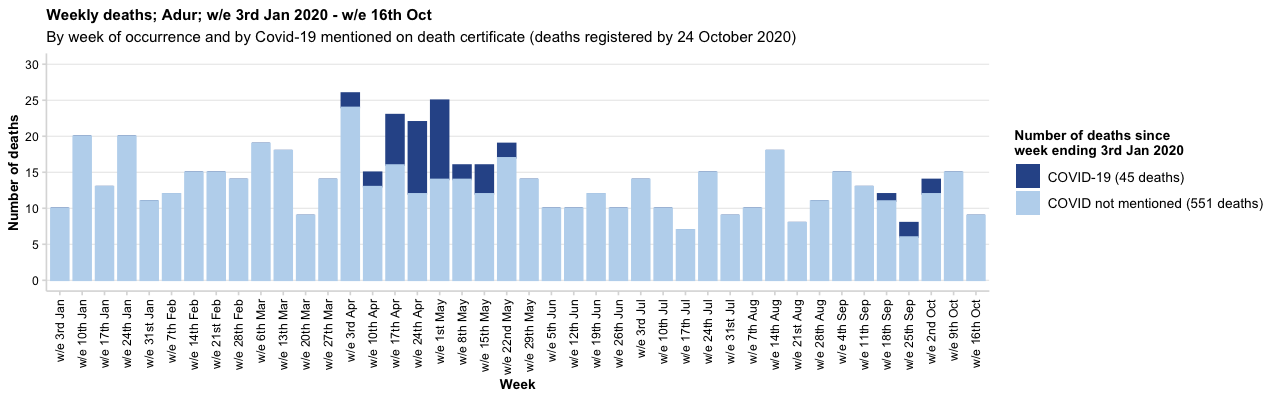 Weekly deaths; Adur; w/e 3rd Jan 2020 - w/e 16th Oct
By week of occurrence and by Covid-19 mentioned on death certificate (deaths registered by 24 October 2020)
Number of deaths
30
25
20
15
10
5
0
w/e 3rd Jan
w/e 10th Jan
w/e 17th Jan
w/e 24th Jan
w/e 31st Jan
w/e 7th Feb
w/e 14th Feb
w/e 21st Feb
w/e 28th Feb
w/e 6th Mar
w/e 13th Mar
w/e 20th Mar
w/e 27th Mar
w/e 3rd Apr
w/e 10th Apr
w/e 17th Apr
w/e 24th Apr
w/e 1st May
w/e 8th May
w/e 15th May
w/e 22nd May
w/e 29th May
w/e 5th Jun
w/e 12th Jun
w/e 19th Jun
w/e 26th Jun
w/e 3rd Jul
w/e 10th Jul
w/e 17th Jul
w/e 24th Jul
w/e 31st Jul
w/e 7th Aug
w/e 14th Aug
w/e 21st Aug
w/e 28th Aug
w/e 4th Sep
w/e 11th Sep
w/e 18th Sep
w/e 25th Sep
w/e 2nd Oct
w/e 9th Oct
w/e 16th Oct
Week
Number of deaths since
week ending 3rd Jan 2020
COVID-19 (45 deaths)
COVID not mentioned (551 deaths)